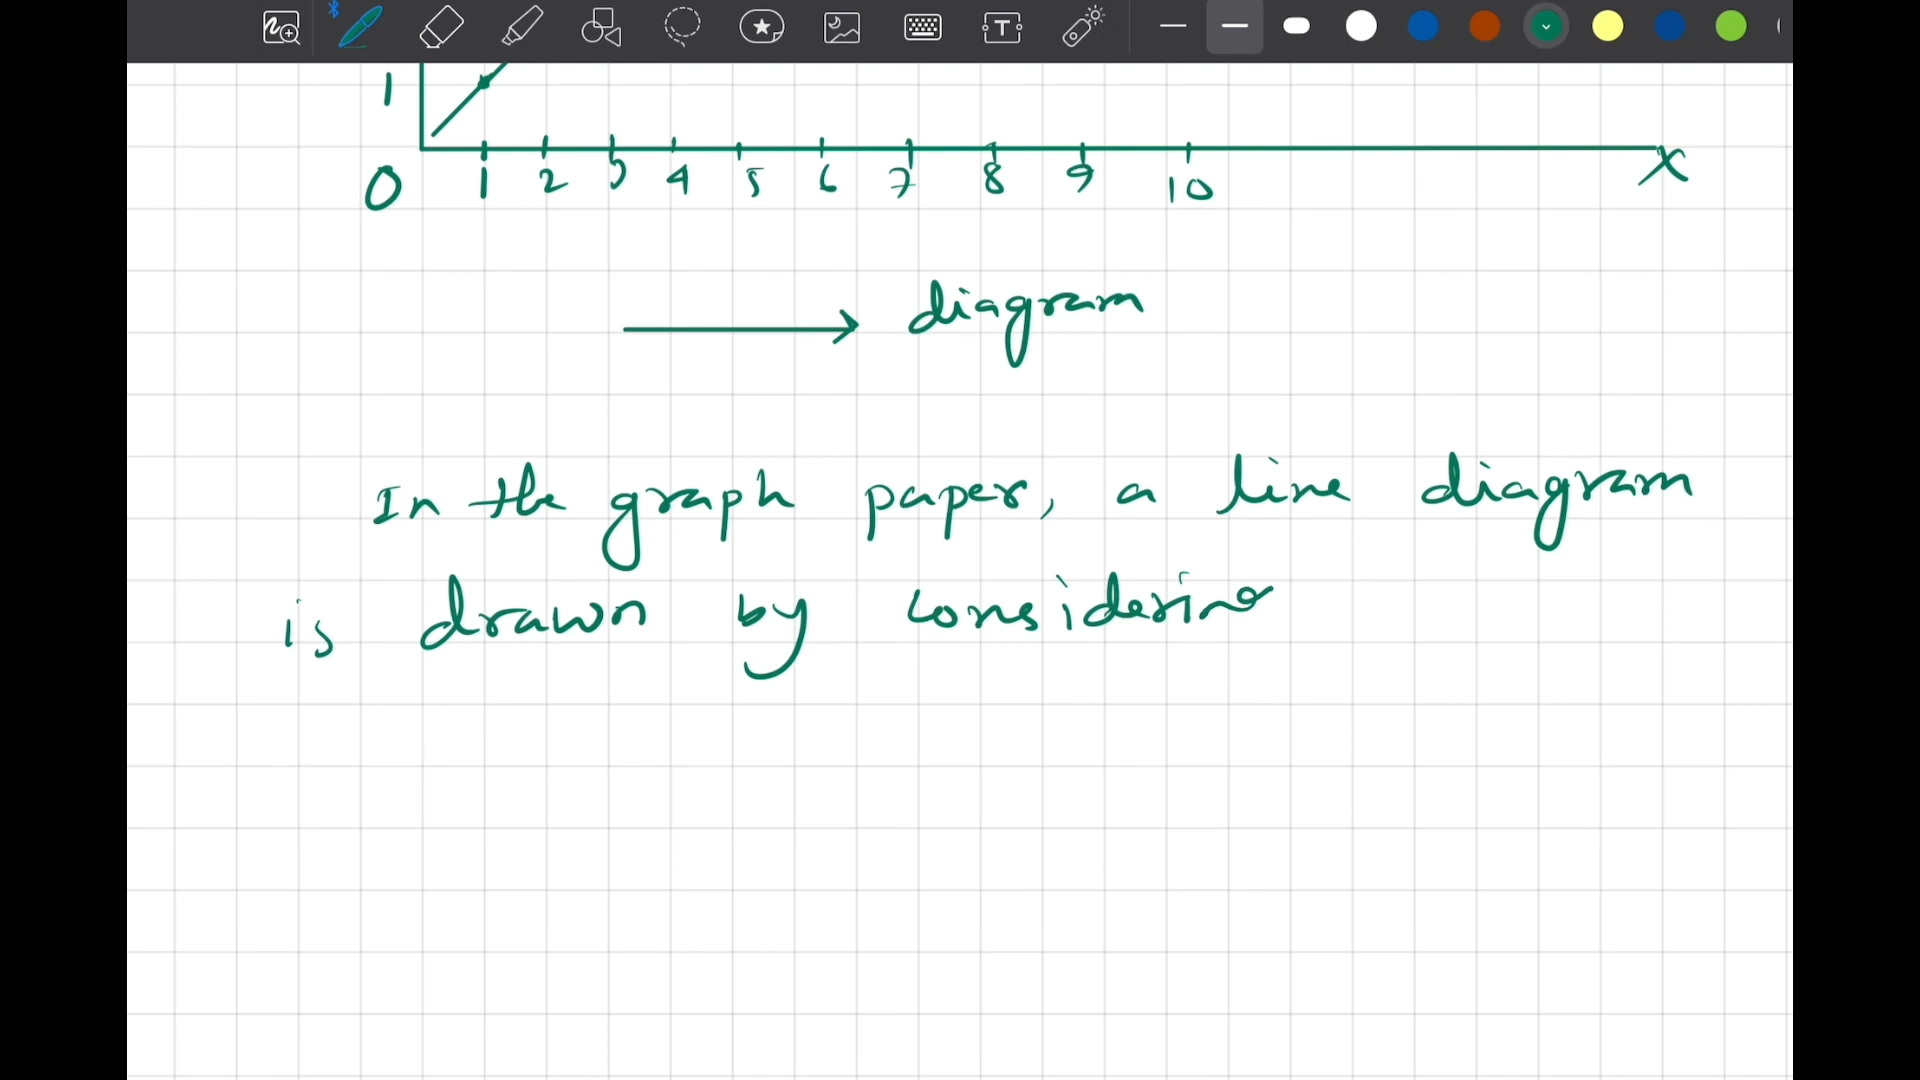 1
0 1 2 3 4 5 6 7 8 9 10 X
diagram
In the graph paper, a line diagram
is drawn by considerin